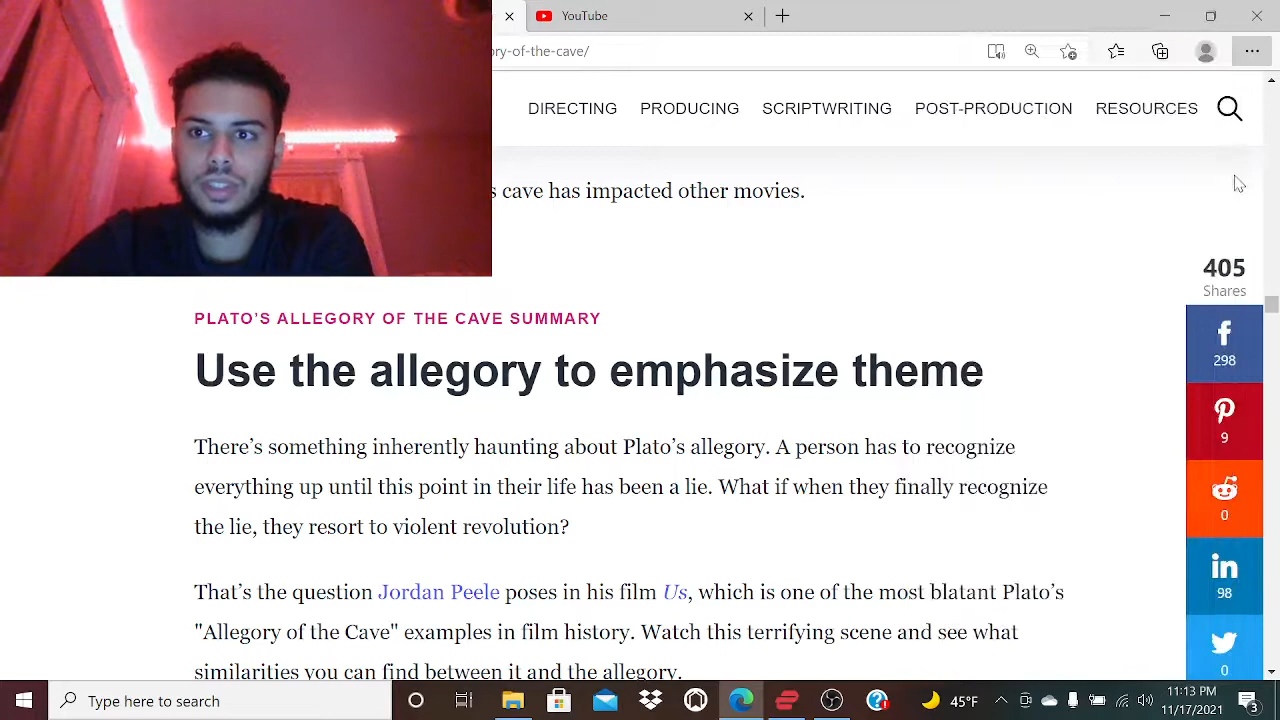 YouTube
ry-of-the-cave/
DIRECTING PRODUCING SCRIPTWRITING POST-PRODUCTION RESOURCES
s cave has impacted other movies.
405
Shares
PLATO'S ALLEGORY OF THE CAVE SUMMARY
Use the allegory to emphasize theme
298
There's something inherently haunting about Plato's allegory. A person has to recognize
9
everything up until this point in their life has been a lie. What if when they finally recognize
0
the lie, they resort to violent revolution?
98
That's the question Jordan Peele poses in his film Us, which is one of the most blatant Plato's
"Allegory of the Cave" examples in film history. Watch this terrifying scene and see what
0
similarities you can find between it and the allegory.
Type here to search
45°F
11:13 PM
11/17/2021
3